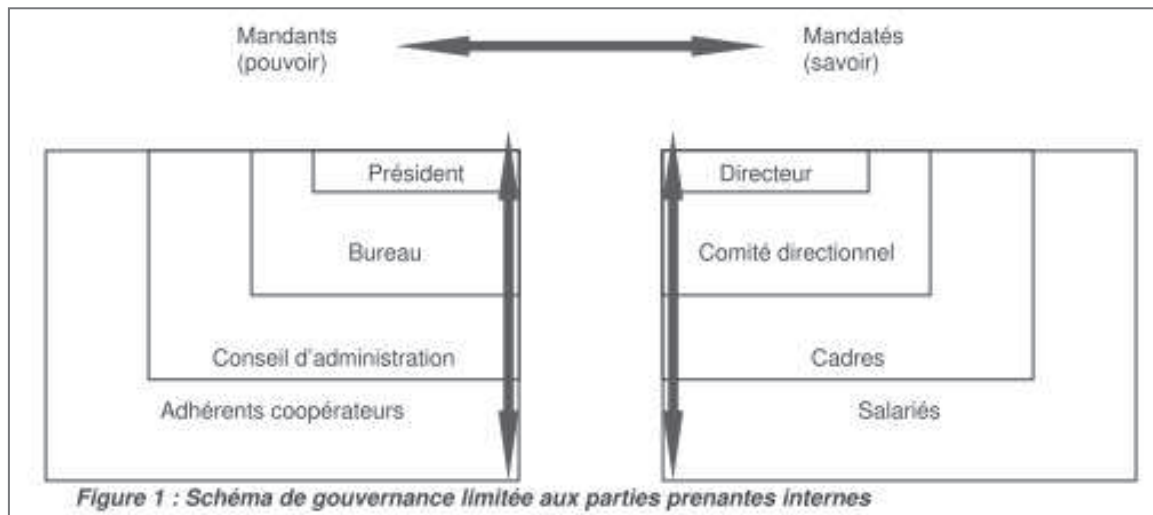 Mandants
(pouvoir)
Mandatés
(savoir)
Président
Bureau
Conseil d'administration
Adhérents coopérateurs
Directeur
Comité directionnel
Cadres
Salariés
Figure 1 : Schéma de gouvernance limitée aux parties prenantes internes